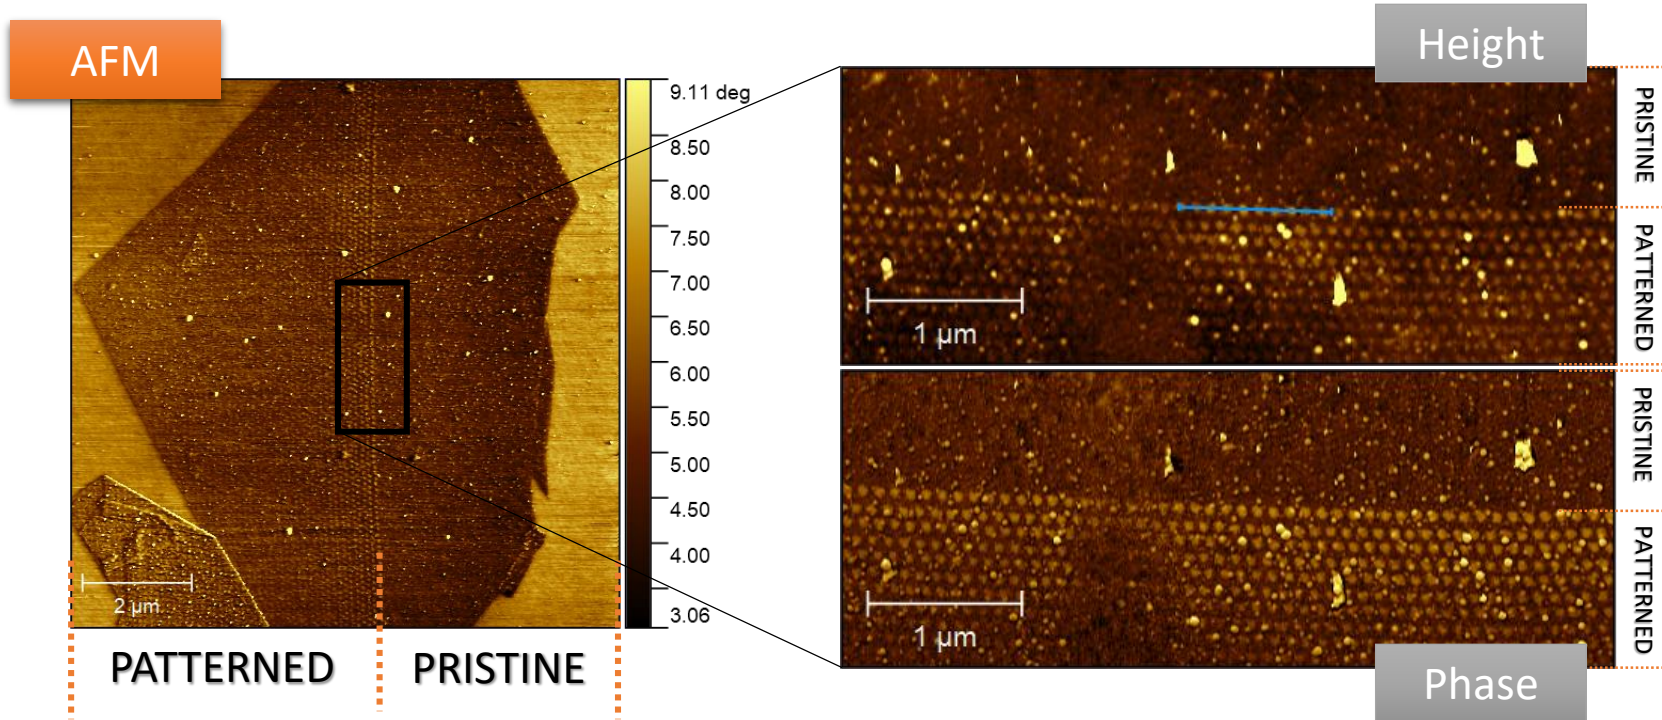 AFM
Height
9.11 deg
8.50
8.00
7.50
7.00
6.50
6.00
5.50
5.00
4.50
4.00
3.06
2 µm
PATTERNED
PRISTINE
1 µm
PRISTINE
PATTERNED
1 µm
PRISTINE
PATTERNED
Phase